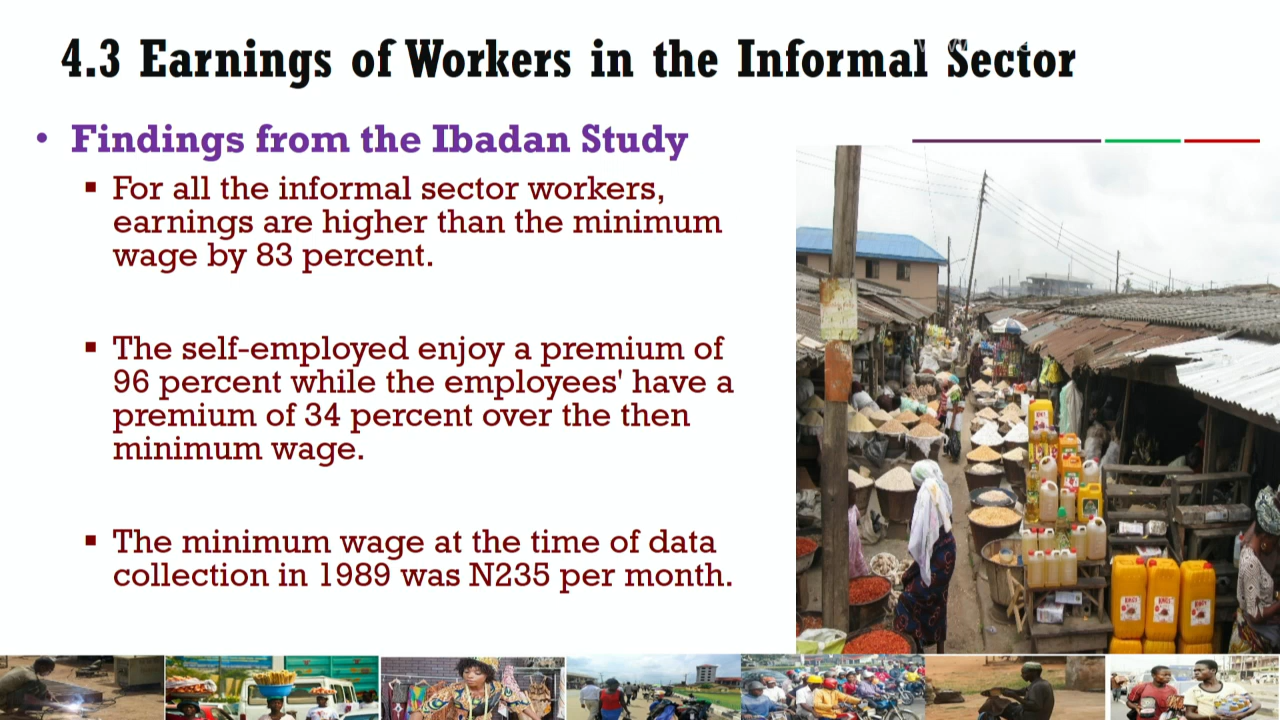 4.3 Earnings of Workers in the Informal Sector
• Findings from the Ibadan Study
▪ For all the informal sector workers,
earnings are higher than the minimum
wage by 83 percent.
▪ The self-employed enjoy a premium of
96 percent while the employees' have a
premium of 34 percent over the then
minimum wage.
▪ The minimum wage at the time of data
collection in 1989 was N235 per month.